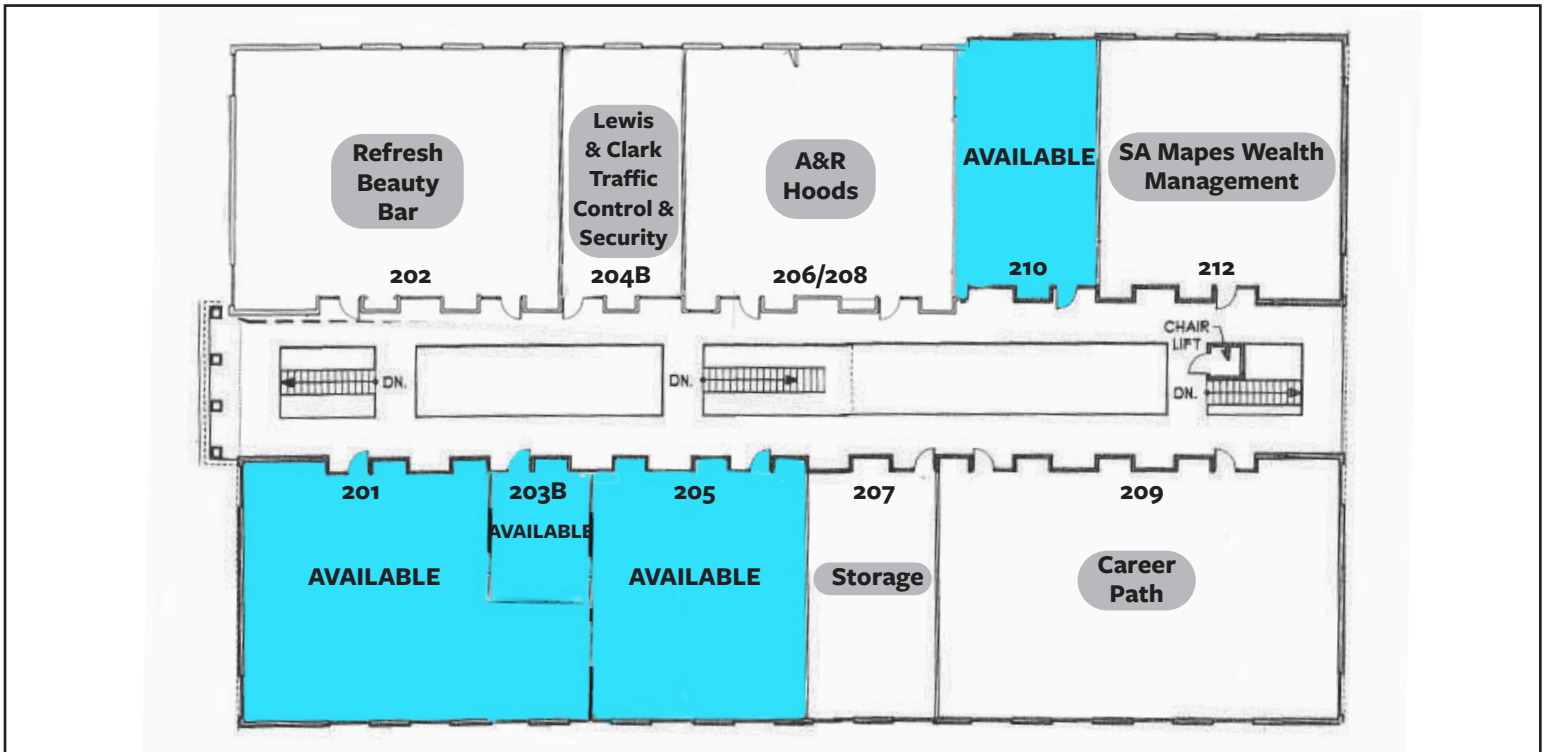 Refresh
Beauty
Bar
202
Lewis
& Clark
Traffic
Control &
Security
204B
A&R
Hoods
206/208
AVAILABLE
210
SA Mapes Wealth
Management
212
CHAIR
LIFT
DN.
DN.
DN.
201
AVAILABLE
203B
AVAILABLE
205
AVAILABLE
207
Storage
209
Career
Path